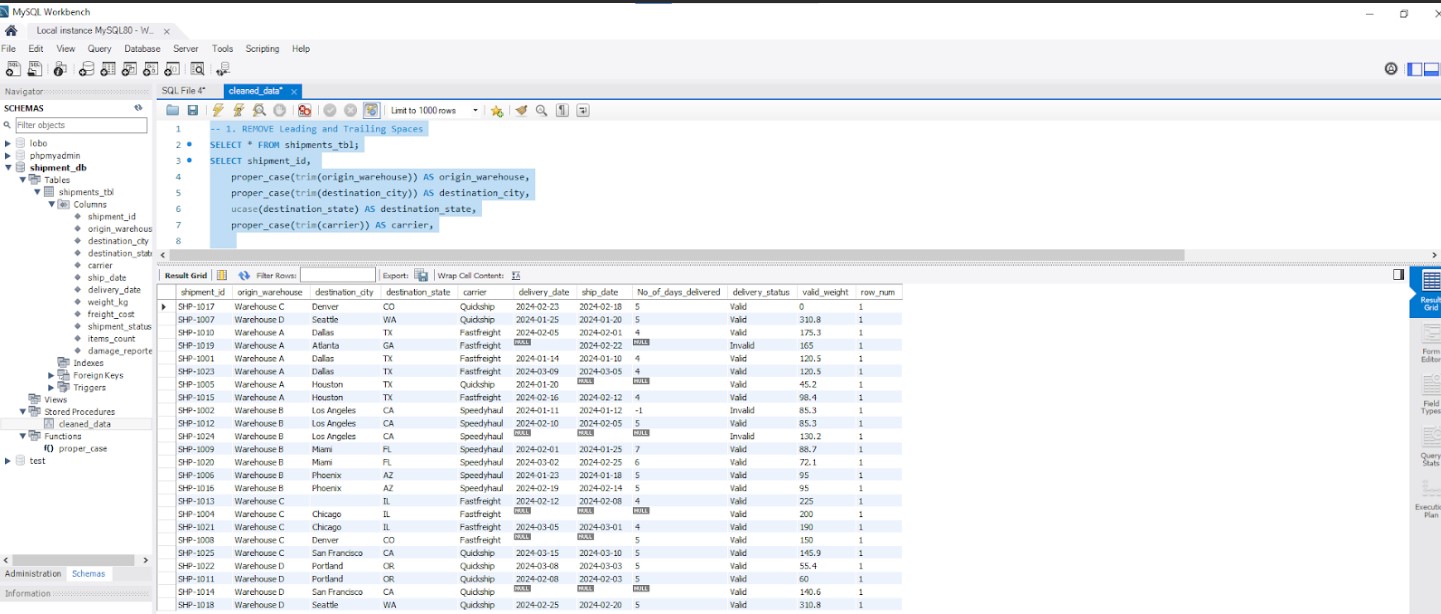 MySQL Workbench
Local instance MySQL80 - W... ×
File Edit View Query Database Server Tools Scripting Help
Navigator
SCHEMAS
Filter objects
lobo
phpmyadmin
shipment_db
Tables
shipments_tbl
Columns
shipment_id
origin_warehous
destination_city
destination_stat
carrier
ship_date
delivery_date
weight_kg
freight_cost
shipment_status
items_count
damage_reporte
Indexes
Foreign Keys
Triggers
Views
Stored Procedures
cleaned_data
Functions
f() proper_case
test
Administration Schemas
Information
SQL File 4* cleaned_data* ×
Limit to 1000 rows
1 -- 1. REMOVE Leading and Trailing Spaces
2 SELECT * FROM shipments_tbl;
3 SELECT shipment_id,
4 proper_case(trim(origin_warehouse)) AS origin_warehouse,
5 proper_case(trim(destination_city)) AS destination_city,
6 ucase(destination_state) AS destination_state,
7 proper_case(trim(carrier)) AS carrier,
8
Result Grid Filter Rows: Export: Wrap Cell Content:
shipment_id origin_warehouse destination_city destination_state carrier delivery_date ship_date No_of_days_delivered delivery_status valid_weight row_num
SHP-1017 Warehouse C Denver CO Quickship 2024-02-23 2024-02-18 5 Valid 0 1
SHP-1007 Warehouse D Seattle WA Quickship 2024-01-25 2024-01-20 5 Valid 310.8 1
SHP-1010 Warehouse A Dallas TX Fastfreight 2024-02-05 2024-02-01 4 Valid 175.3 1
SHP-1019 Warehouse A Atlanta GA Fastfreight NULL 2024-02-22 NULL Invalid 165 1
SHP-1001 Warehouse A Dallas TX Fastfreight 2024-01-14 2024-01-10 4 Valid 120.5 1
SHP-1023 Warehouse A Dallas TX Fastfreight 2024-03-09 2024-03-05 4 Valid 120.5 1
SHP-1005 Warehouse A Houston TX Quickship 2024-01-20 NULL NULL Valid 45.2 1
SHP-1015 Warehouse A Houston TX Fastfreight 2024-02-16 2024-02-12 4 Valid 98.4 1
SHP-1002 Warehouse B Los Angeles CA Speedyhaul 2024-01-11 2024-01-12 -1 Invalid 85.3 1
SHP-1012 Warehouse B Los Angeles CA Speedyhaul 2024-02-10 2024-02-05 5 Valid 85.3 1
SHP-1024 Warehouse B Los Angeles CA Speedyhaul NULL NULL NULL Invalid 130.2 1
SHP-1009 Warehouse B Miami FL Speedyhaul 2024-02-01 2024-01-25 7 Valid 88.7 1
SHP-1020 Warehouse B Miami FL Speedyhaul 2024-03-02 2024-02-25 6 Valid 72.1 1
SHP-1006 Warehouse B Phoenix AZ Speedyhaul 2024-01-23 2024-01-18 5 Valid 95 1
SHP-1016 Warehouse B Phoenix AZ Speedyhaul 2024-02-19 2024-02-14 5 Valid 95 1
SHP-1013 Warehouse C IL Fastfreight 2024-02-12 2024-02-08 4 Valid 225 1
SHP-1004 Warehouse C Chicago IL Fastfreight NULL NULL NULL Valid 200 1
SHP-1021 Warehouse C Chicago IL Fastfreight 2024-03-05 2024-03-01 4 Valid 190 1
SHP-1008 Warehouse C Denver CO Fastfreight NULL NULL 5 Valid 150 1
SHP-1025 Warehouse C San Francisco CA Quickship 2024-03-15 2024-03-10 5 Valid 145.9 1
SHP-1022 Warehouse D Portland OR Quickship 2024-03-08 2024-03-03 5 Valid 55.4 1
SHP-1011 Warehouse D Portland OR Quickship 2024-02-08 2024-02-03 5 Valid 60 1
SHP-1014 Warehouse D San Francisco CA Quickship NULL NULL NULL Valid 140.6 1
SHP-1018 Warehouse D Seattle WA Quickship 2024-02-25 2024-02-20 5 Valid 310.8 1
Result
Grid
Form
Editor
Field
Types
Query
Stats
Executi
Plan